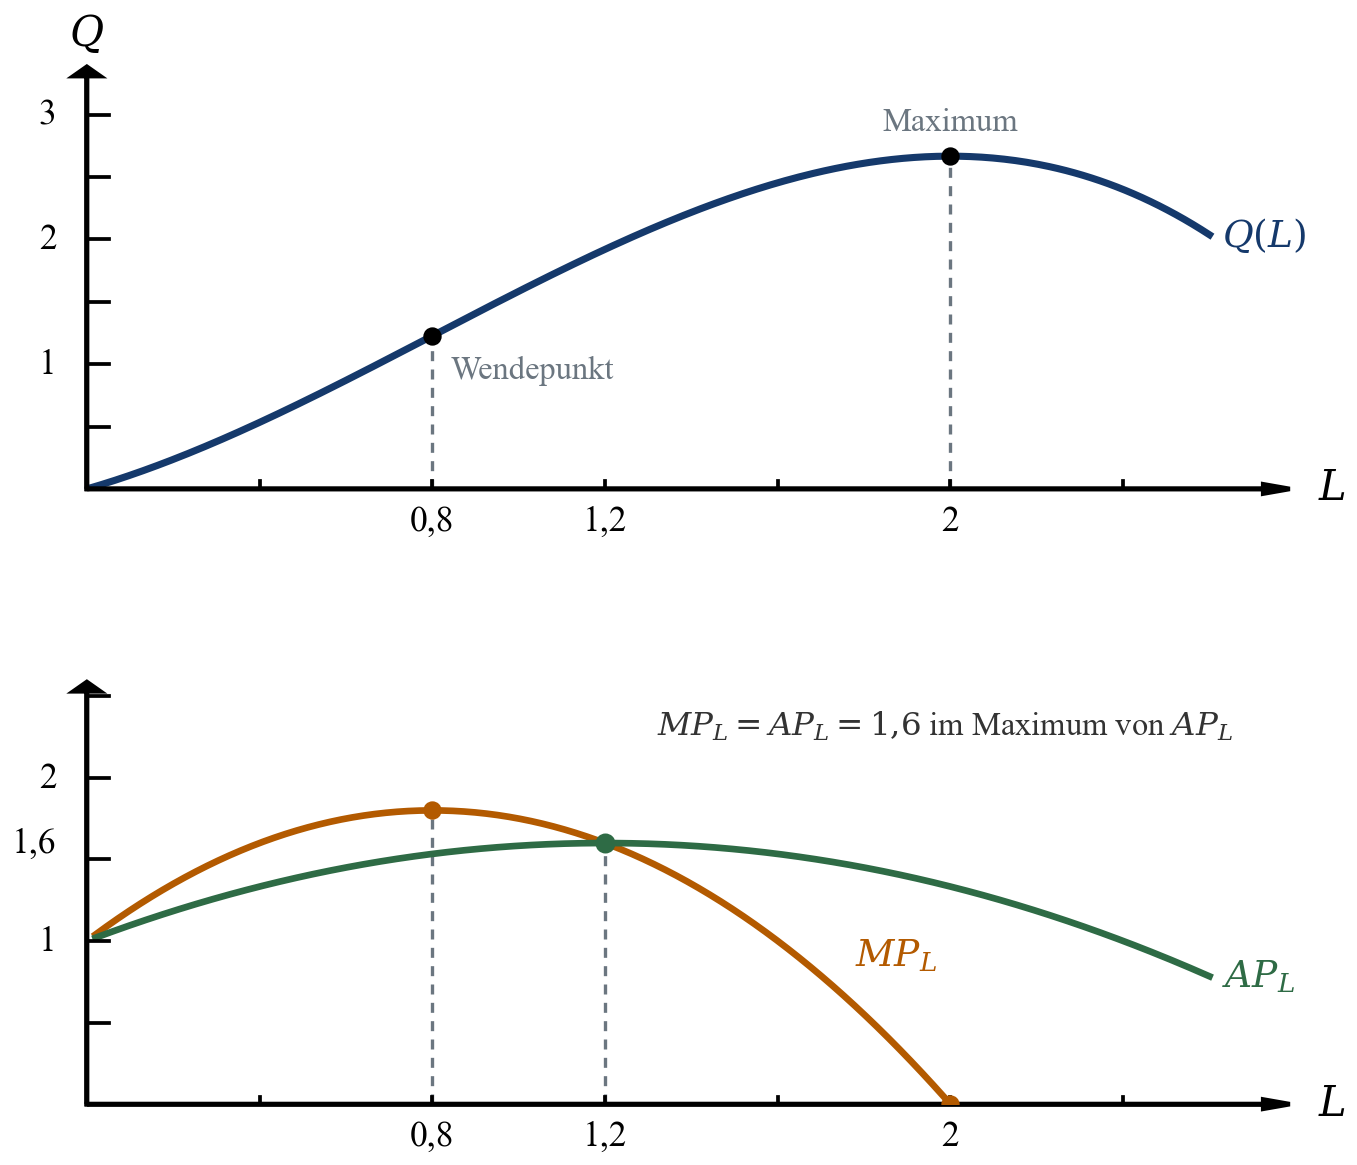 Q
3
Maximum
2
Q(L)
1
Wendepunkt
L
0,8 1,2 2
MP_L = AP_L = 1,6 im Maximum von AP_L
2
1,6
1
MP_L
AP_L
L
0,8 1,2 2